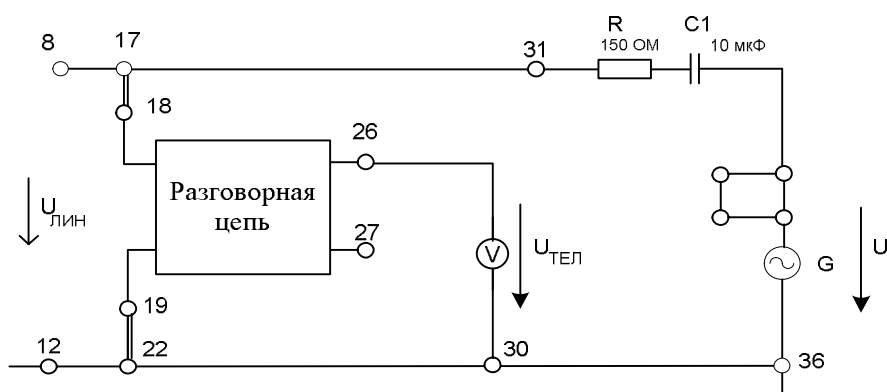 R C1
8 17 31 150 ОМ 10 мкФ
18
26
Разговорная
цепь
UЛИН
27
V UТЕЛ G U
19
12 22 30 36